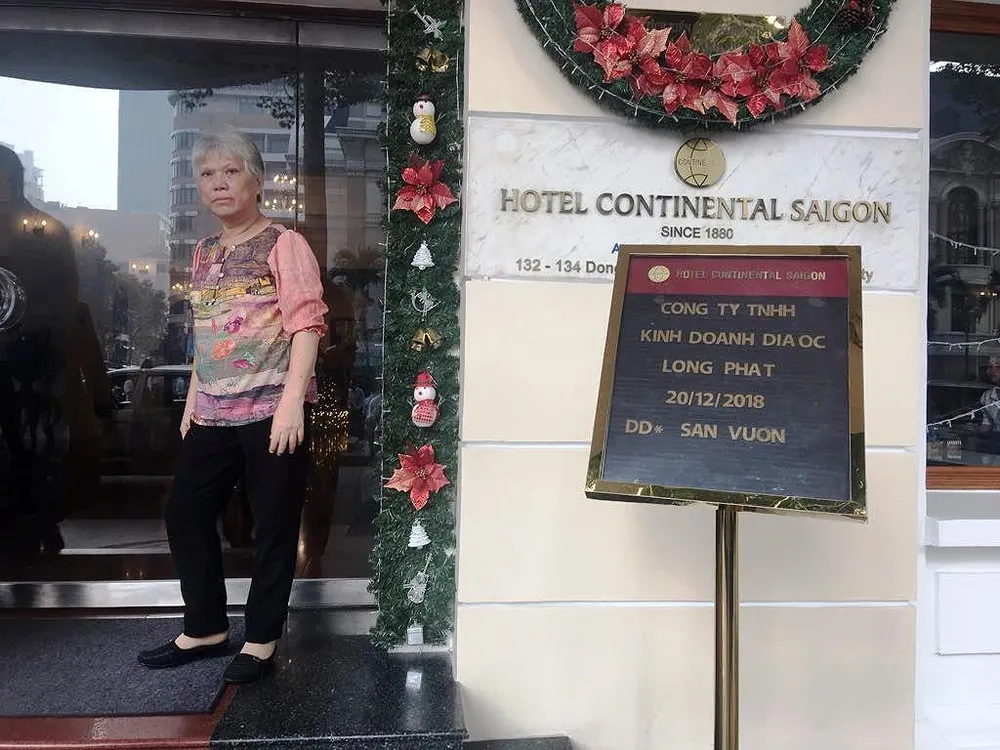 CONTINE
HOTEL CONTINENTAL SAIGON
SINCE 1880
132 - 134 Dong
HOTEL CONTINENTAL SAIGON
CONG TY TNHH
KINH DOANH DIA OC
LONG PHAT
20/12/2018
DD* SAN VUON